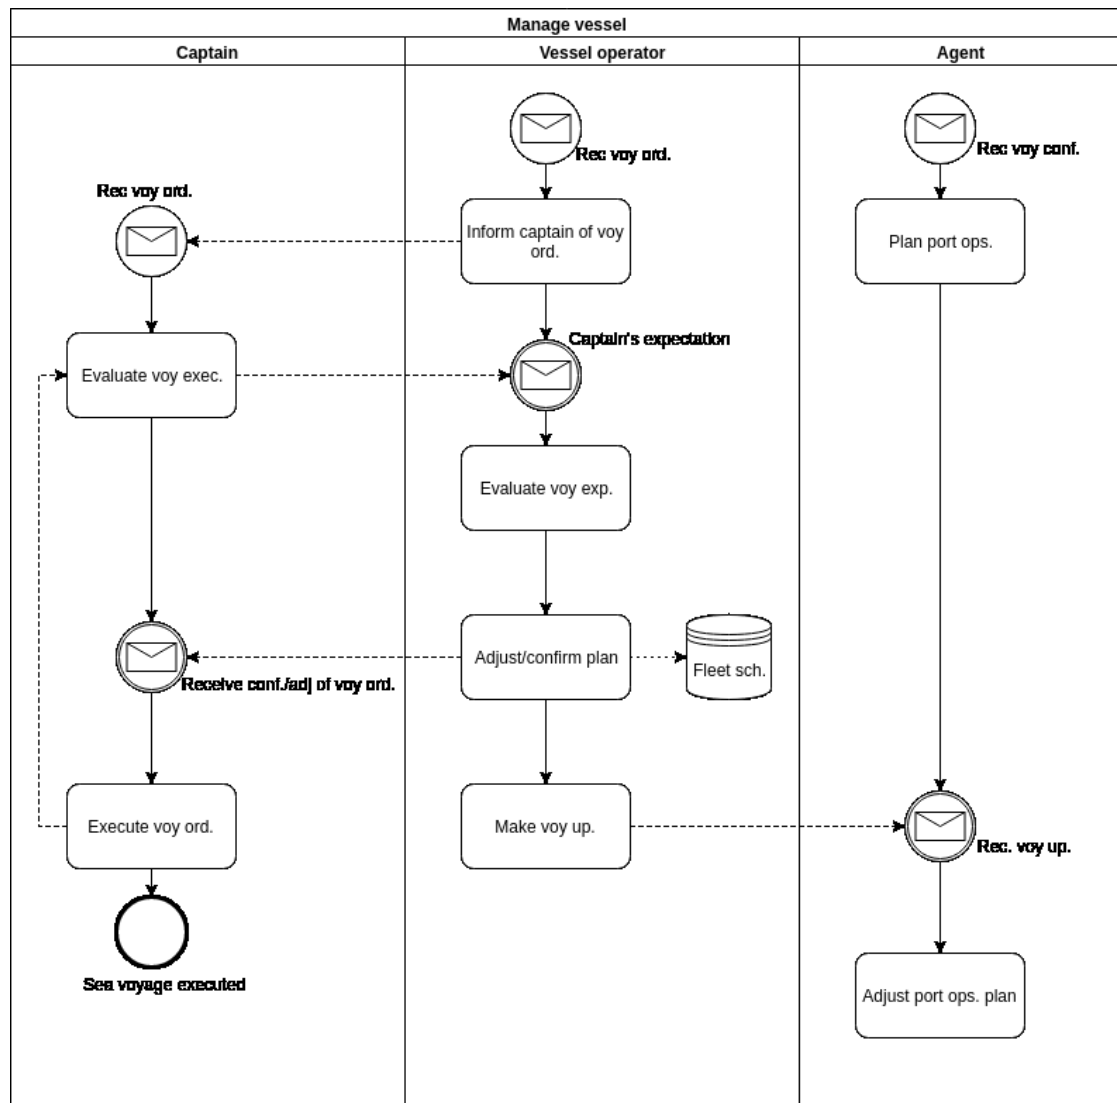 Manage vessel
Captain
Vessel operator
Agent
Rec voy ord.
Rec voy conf.
Rec voy ord.
Inform captain of voy
ord.
Plan port ops.
Captain's expectation
Evaluate voy exec.
Evaluate voy exp.
Adjust/confirm plan
Fleet sch.
Receive conf./adj of voy ord.
Execute voy ord.
Make voy up.
Rec. voy up.
Sea voyage executed
Adjust port ops. plan